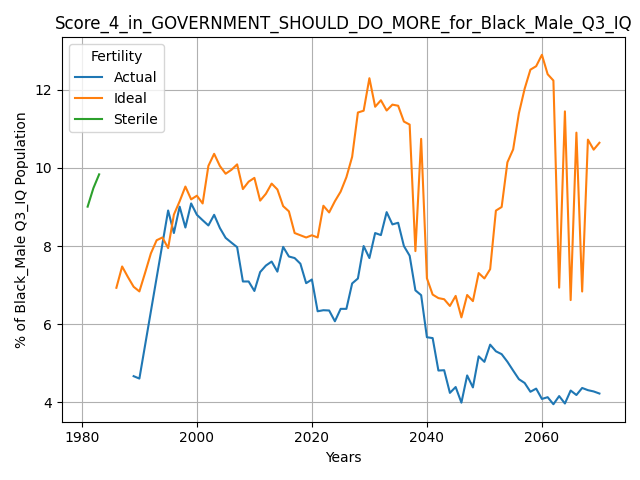 Score_4_in_GOVERNMENT_SHOULD_DO_MORE_for_Black_Male_Q3_IQ
Fertility
Actual
Ideal
Sterile
% of Black_Male Q3_IQ Population
12
10
8
6
4
1980
2000
2020
2040
2060
Years